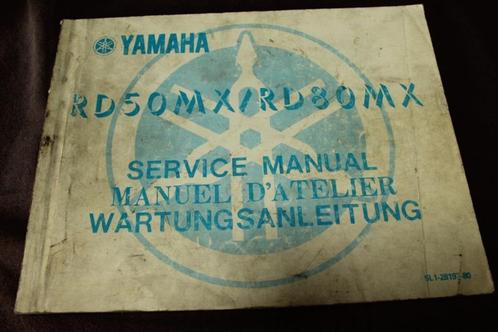 YAMAHA
RD50MX/RD80MX
SERVICE MANUAL
MANUEL D'ATELIER
WARTUNGSANLEITUNG